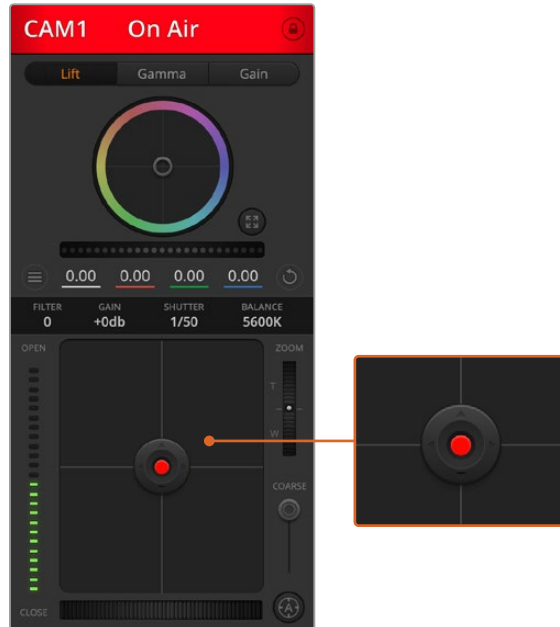 CAM1 On Air
Lift Gamma Gain
0.00 0.00 0.00 0.00
FILTER GAIN SHUTTER BALANCE
0 +0db 1/50 5600K
OPEN ZOOM
T
W
COARSE
CLOSE A